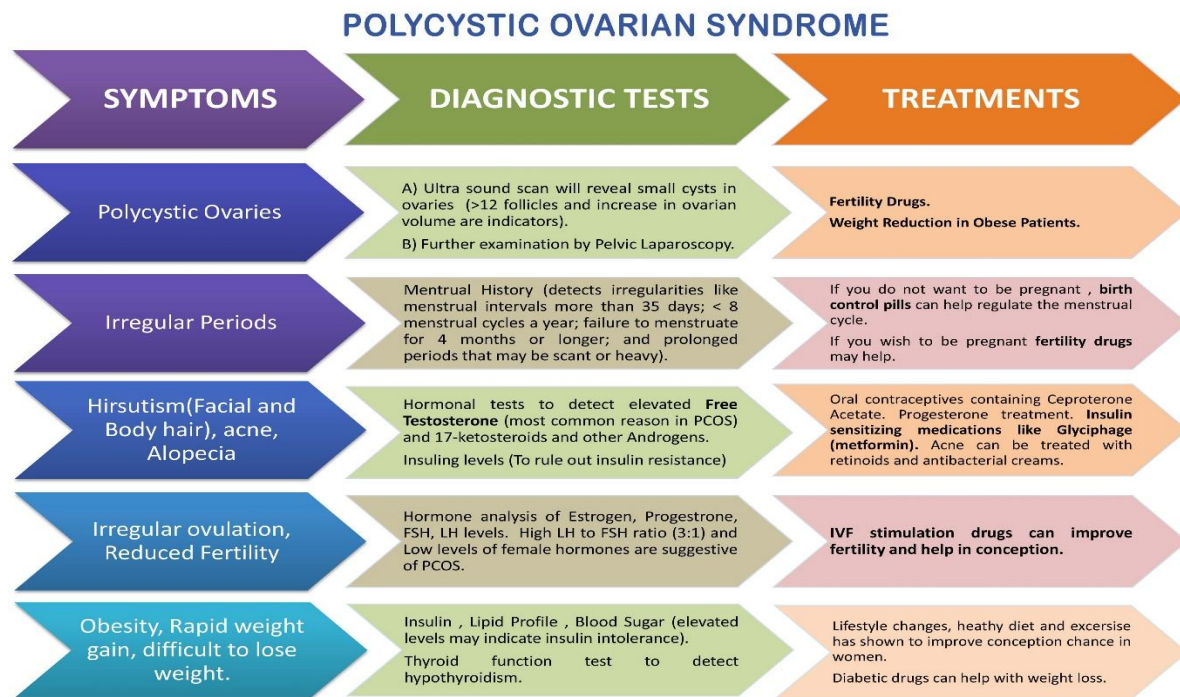 POLYCYSTIC OVARIAN SYNDROME
SYMPTOMS
DIAGNOSTIC TESTS
TREATMENTS
Polycystic Ovaries
A) Ultra sound scan will reveal small cysts in
ovaries (>12 follicles and increase in ovarian
volume are indicators).
B) Further examination by Pelvic Laparoscopy.
Fertility Drugs.
Weight Reduction in Obese Patients.
Irregular Periods
Mentrual History (detects irregularities like
menstrual intervals more than 35 days; < 8
menstrual cycles a year; failure to menstruate
for 4 months or longer; and prolonged
periods that may be scant or heavy).
If you do not want to be pregnant , birth
control pills can help regulate the menstrual
cycle.
If you wish to be pregnant fertility drugs
may help.
Hirsutism(Facial and
Body hair), acne,
Alopecia
Hormonal tests to detect elevated Free
Testosterone (most common reason in PCOS)
and 17-ketosteroids and other Androgens.
Insuling levels (To rule out insulin resistance)
Oral contraceptives containing Ceproterone
Acetate. Progesterone treatment. Insulin
sensitizing medications like Glyciphage
(metformin). Acne can be treated with
retinoids and antibacterial creams.
Irregular ovulation,
Reduced Fertility
Hormone analysis of Estrogen, Progestrone,
FSH, LH levels. High LH to FSH ratio (3:1) and
Low levels of female hormones are suggestive
of PCOS.
IVF stimulation drugs can improve
fertility and help in conception.
Obesity, Rapid weight
gain, difficult to lose
weight.
Insulin , Lipid Profile , Blood Sugar (elevated
levels may indicate insulin intolerance).
Thyroid function test to detect
hypothyroidism.
Lifestyle changes, heathy diet and excersise
has shown to improve conception chance in
women.
Diabetic drugs can help with weight loss.